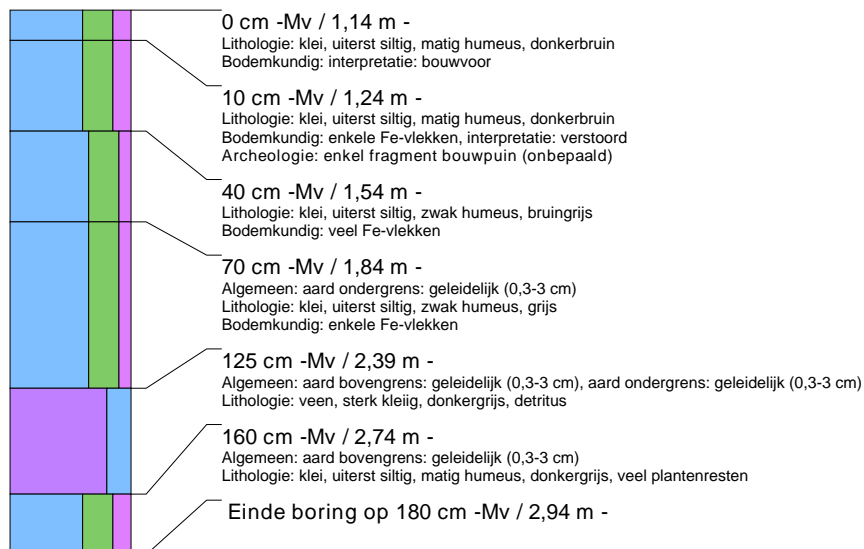 0 cm -Mv / 1,14 m -
Lithologie: klei, uiterst siltig, matig humeus, donkerbruin
Bodemkundig: interpretatie: bouwvoor
10 cm -Mv / 1,24 m -
Lithologie: klei, uiterst siltig, matig humeus, donkerbruin
Bodemkundig: enkele Fe-vlekken, interpretatie: verstoord
Archeologie: enkel fragment bouwpuin (onbepaald)
40 cm -Mv / 1,54 m -
Lithologie: klei, uiterst siltig, zwak humeus, bruingrijs
Bodemkundig: veel Fe-vlekken
70 cm -Mv / 1,84 m -
Algemeen: aard ondergrens: geleidelijk (0,3-3 cm)
Lithologie: klei, uiterst siltig, zwak humeus, grijs
Bodemkundig: enkele Fe-vlekken
125 cm -Mv / 2,39 m -
Algemeen: aard bovengrens: geleidelijk (0,3-3 cm), aard ondergrens: geleidelijk (0,3-3 cm)
Lithologie: veen, sterk kleiig, donkergrijs, detritus
160 cm -Mv / 2,74 m -
Algemeen: aard bovengrens: geleidelijk (0,3-3 cm)
Lithologie: klei, uiterst siltig, matig humeus, donkergrijs, veel plantenresten
Einde boring op 180 cm -Mv / 2,94 m -